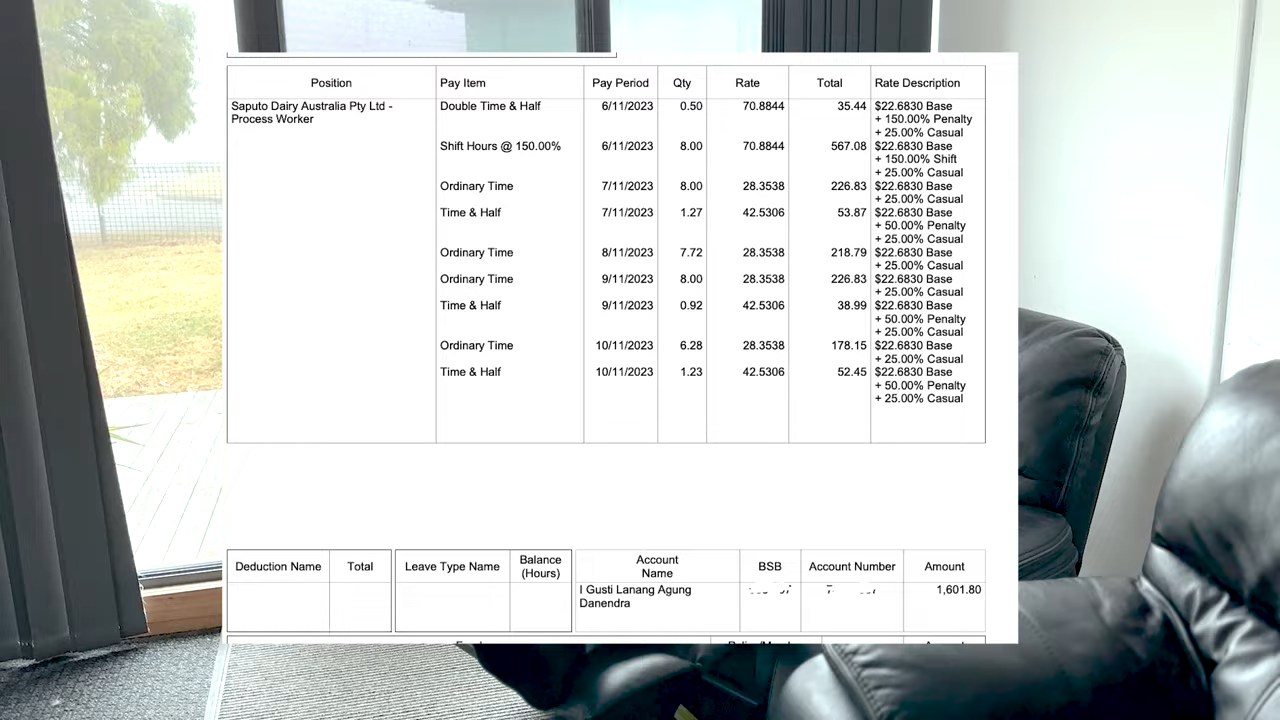 Position Pay Item Pay Period Qty Rate Total Rate Description
Saputo Dairy Australia Pty Ltd - Double Time & Half 6/11/2023 0.50 70.8844 35.44 $22.6830 Base
Process Worker + 150.00% Penalty
+ 25.00% Casual
Shift Hours @ 150.00% 6/11/2023 8.00 70.8844 567.08 $22.6830 Base
+ 150.00% Shift
+ 25.00% Casual
Ordinary Time 7/11/2023 8.00 28.3538 226.83 $22.6830 Base
+ 25.00% Casual
Time & Half 7/11/2023 1.27 42.5306 53.87 $22.6830 Base
+ 50.00% Penalty
+ 25.00% Casual
Ordinary Time 8/11/2023 7.72 28.3538 218.79 $22.6830 Base
+ 25.00% Casual
Ordinary Time 9/11/2023 8.00 28.3538 226.83 $22.6830 Base
+ 25.00% Casual
Time & Half 9/11/2023 0.92 42.5306 38.99 $22.6830 Base
+ 50.00% Penalty
+ 25.00% Casual
Ordinary Time 10/11/2023 6.28 28.3538 178.15 $22.6830 Base
+ 25.00% Casual
Time & Half 10/11/2023 1.23 42.5306 52.45 $22.6830 Base
+ 50.00% Penalty
+ 25.00% Casual
Deduction Name Total Leave Type Name Balance (Hours) Account Name BSB Account Number Amount
I Gusti Lanang Agung 1,601.80
Danendra